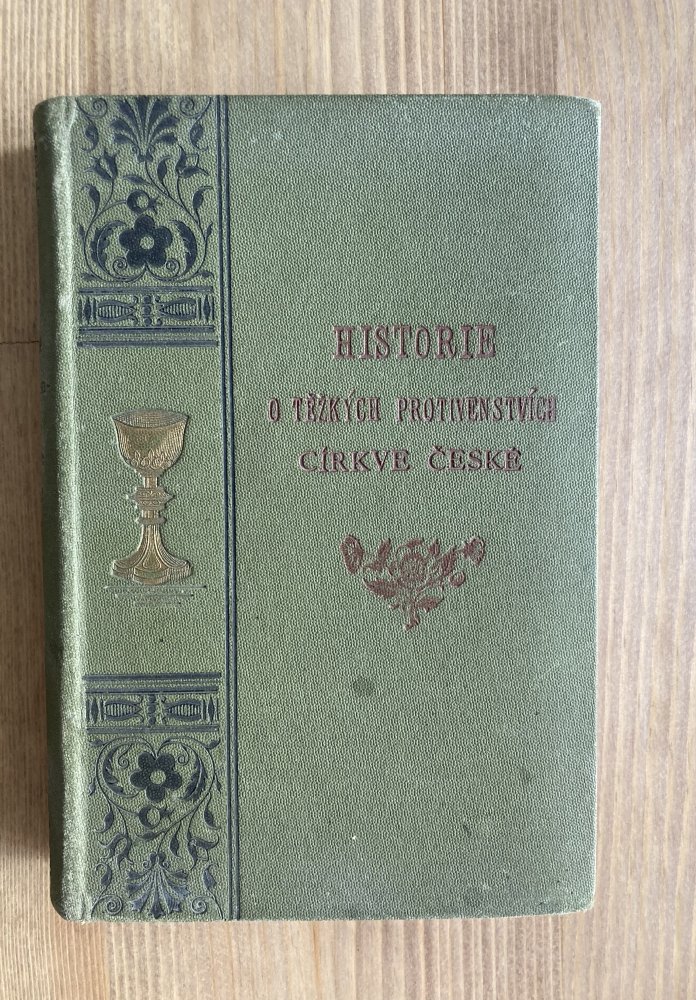 HISTORIE
O TĚŽKÝCH PROTIVENSTVÍCH
CÍRKVE ČESKÉ